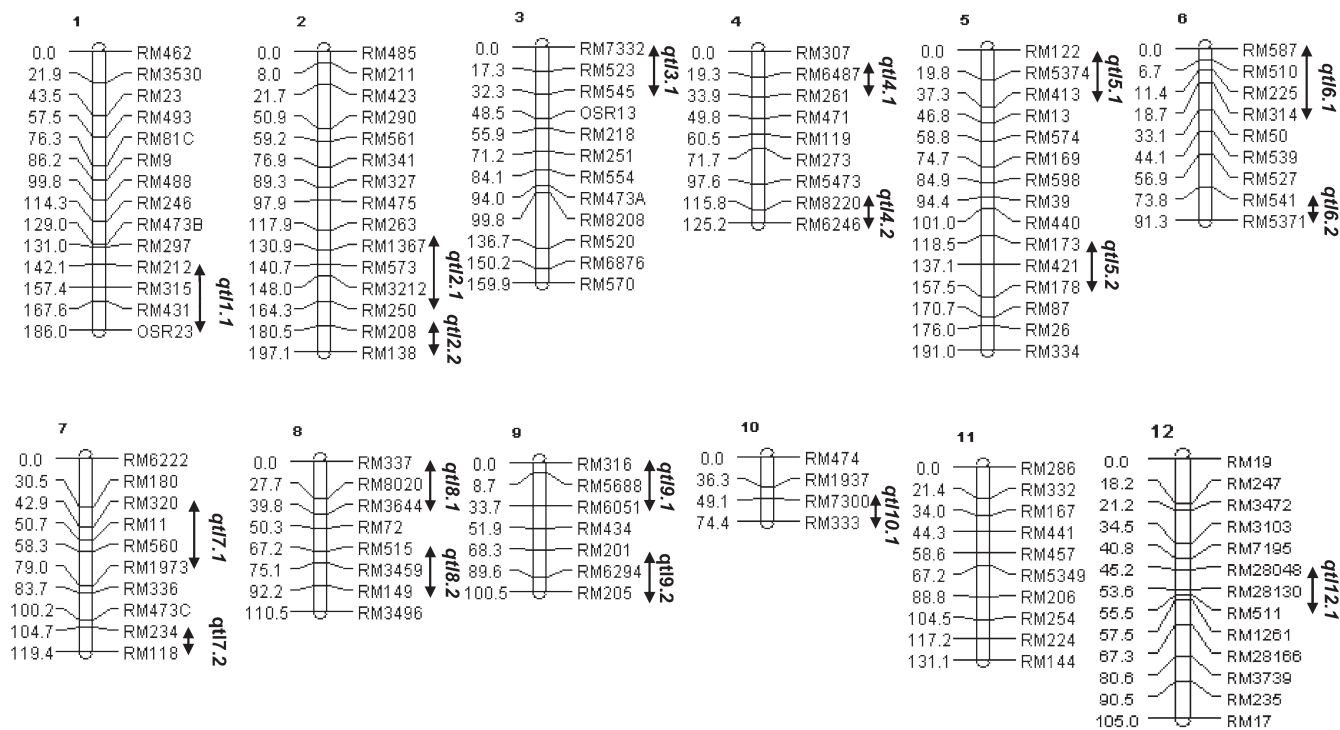 1
0.0 RM462
21.9 RM3530
43.5 RM23
57.5 RM493
76.3 RM81C
86.2 RM9
99.8 RM488
114.3 RM246
129.0 RM473B
131.0 RM297
142.1 RM212
157.4 RM315
167.6 RM431
186.0 OSR23
qtl1.1
2
0.0 RM485
8.0 RM211
21.7 RM423
50.9 RM290
59.2 RM561
76.9 RM341
89.3 RM327
97.9 RM475
117.9 RM263
130.9 RM1367
140.7 RM573
148.0 RM3212
164.3 RM250
180.5 RM208
197.1 RM138
qtl2.1
qtl2.2
3
0.0 RM7332
17.3 RM523
32.3 RM545
48.5 OSR13
55.9 RM218
71.2 RM251
84.1 RM554
94.0 RM473A
99.8 RM8208
136.7 RM520
150.2 RM6876
159.9 RM570
qtl3.1
4
0.0 RM307
19.3 RM6487
33.9 RM261
49.8 RM471
60.5 RM119
71.7 RM273
97.6 RM5473
115.8 RM8220
125.2 RM6246
qtl4.1
qtl4.2
5
0.0 RM122
19.8 RM5374
37.3 RM413
46.8 RM13
58.8 RM574
74.7 RM169
84.9 RM598
94.4 RM39
101.0 RM440
118.5 RM173
137.1 RM421
157.5 RM178
170.7 RM87
176.0 RM26
191.0 RM334
qtl5.1
qtl5.2
6
0.0 RM587
6.7 RM510
11.4 RM225
18.7 RM314
33.1 RM50
44.1 RM539
56.9 RM527
73.8 RM541
91.3 RM5371
qtl6.1
qtl6.2
7
0.0 RM6222
30.5 RM180
42.9 RM320
50.7 RM11
58.3 RM560
79.0 RM1973
83.7 RM336
100.2 RM473C
104.7 RM234
119.4 RM118
qtl7.1
qtl7.2
8
0.0 RM337
27.7 RM8020
39.8 RM3644
50.3 RM72
67.2 RM515
75.1 RM3459
92.2 RM149
110.5 RM3496
qtl8.1
qtl8.2
9
0.0 RM316
8.7 RM5688
33.7 RM6051
51.9 RM434
68.3 RM201
89.6 RM6294
100.5 RM205
qtl9.1
qtl9.2
10
0.0 RM474
36.3 RM1937
49.1 RM7300
74.4 RM333
qtl10.1
11
0.0 RM286
21.4 RM332
34.0 RM167
44.3 RM441
58.6 RM457
67.2 RM5349
88.8 RM206
104.5 RM254
117.2 RM224
131.1 RM144
12
0.0 RM19
18.2 RM247
21.2 RM3472
34.5 RM3103
40.8 RM7195
45.2 RM28048
53.6 RM28130
55.5 RM511
57.5 RM1261
67.3 RM28166
80.6 RM3739
90.5 RM235
105.0 RM17
qtl12.1